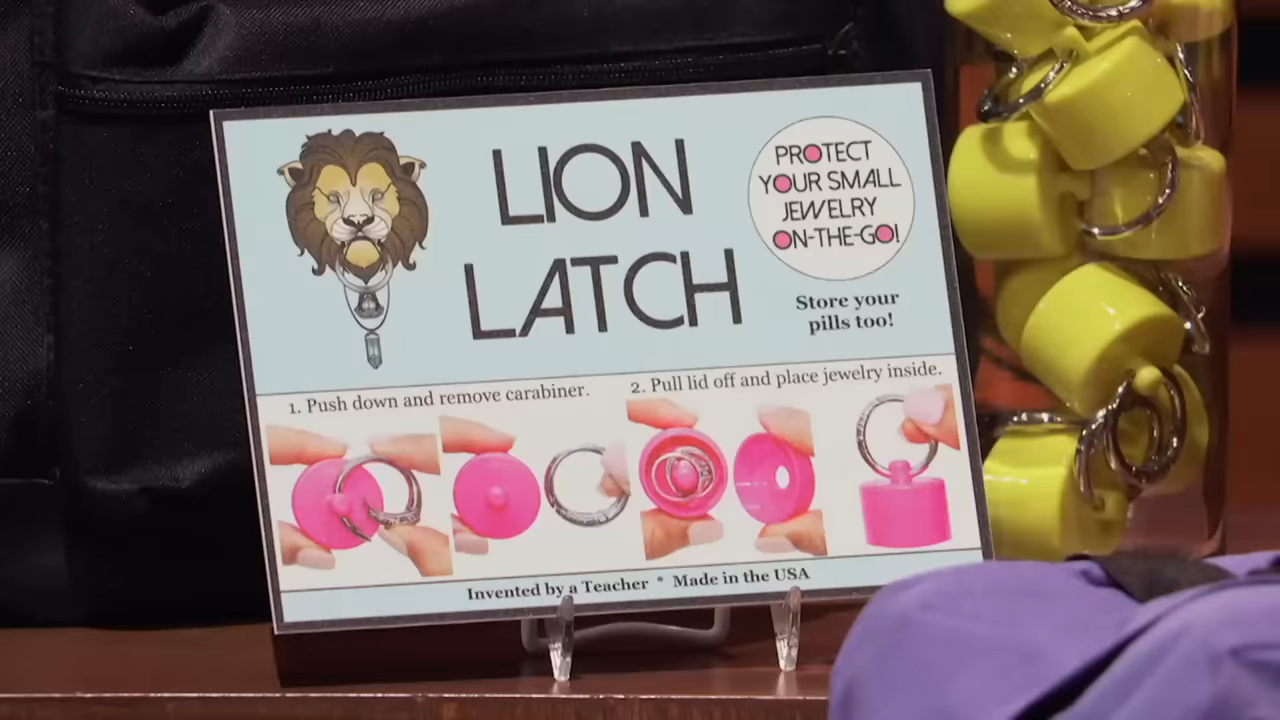 LION
LATCH
PROTECT
YOUR SMALL
JEWELRY
ON-THE-GO!
Store your
pills too!
1. Push down and remove carabiner.
2. Pull lid off and place jewelry inside.
Invented by a Teacher * Made in the USA